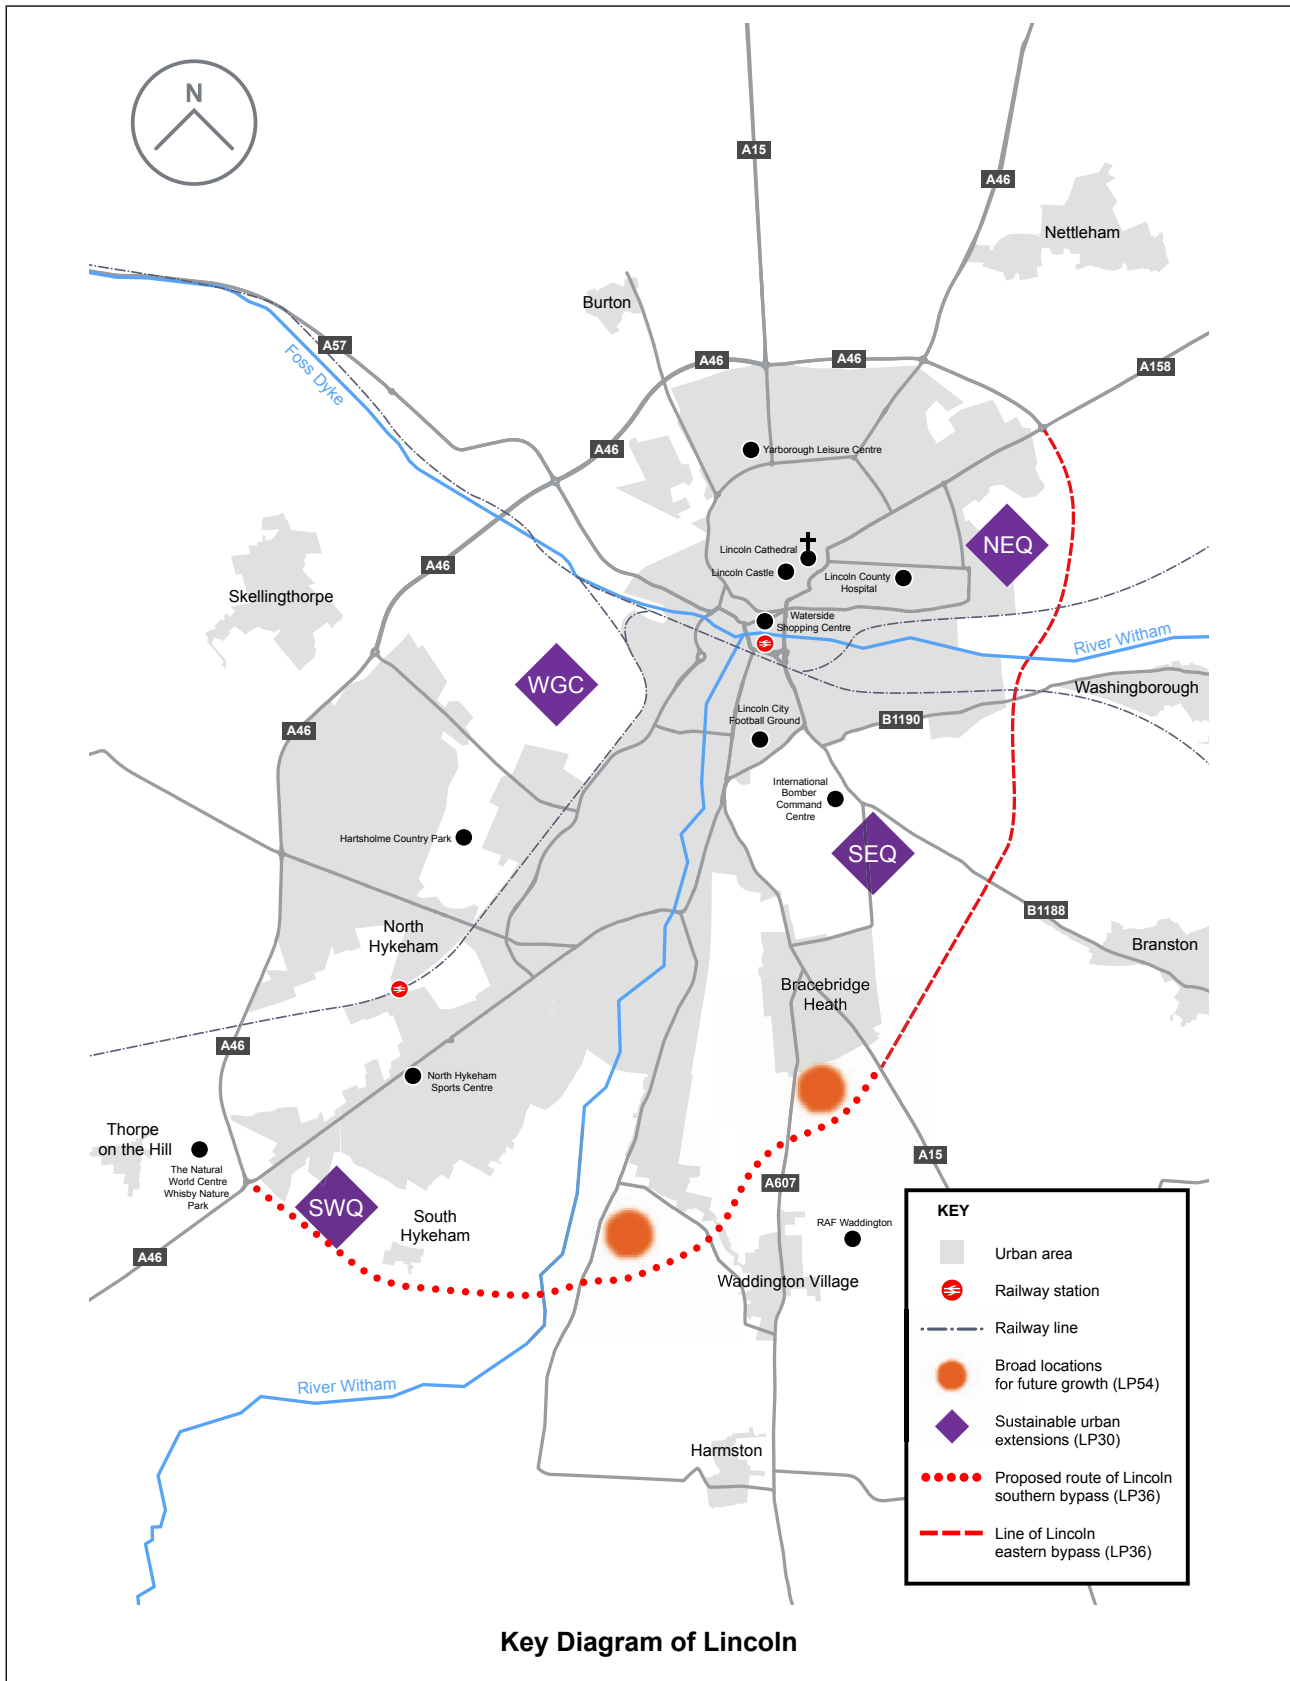 N
A15
A46
Nettleham
Burton
A57
Foss Dyke
A46
A46
A158
A46
Yarborough Leisure Centre
NEQ
Lincoln Cathedral
A46
Lincoln Castle
Lincoln County
Hospital
Skellingthorpe
Waterside
Shopping Centre
River Witham
WGC
Washingborough
Lincoln City
Football Ground
B1190
A46
International
Bomber
Command
Centre
Hartsholme Country Park
SEQ
B1188
North
Hykeham
Branston
Bracebridge
Heath
A46
North Hykeham
Sports Centre
Thorpe
on the Hill
The Natural
World Centre
Whisby Nature
Park
A15
A607
SWQ
South
Hykeham
RAF Waddington
A46
Waddington Village
River Witham
Harmston
KEY
Urban area
Railway station
Railway line
Broad locations
for future growth (LP54)
Sustainable urban
extensions (LP30)
Proposed route of Lincoln
southern bypass (LP36)
Line of Lincoln
eastern bypass (LP36)
Key Diagram of Lincoln